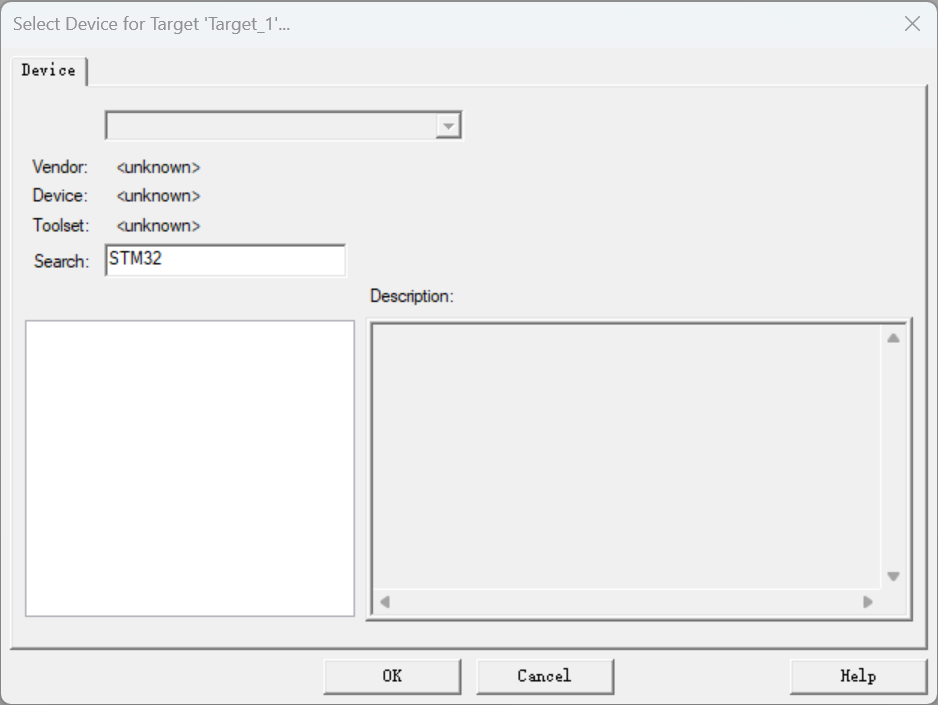 Select Device for Target 'Target_1'...
Device
Vendor: <unknown>
Device: <unknown>
Toolset: <unknown>
Search: STM32
Description:
OK Cancel Help